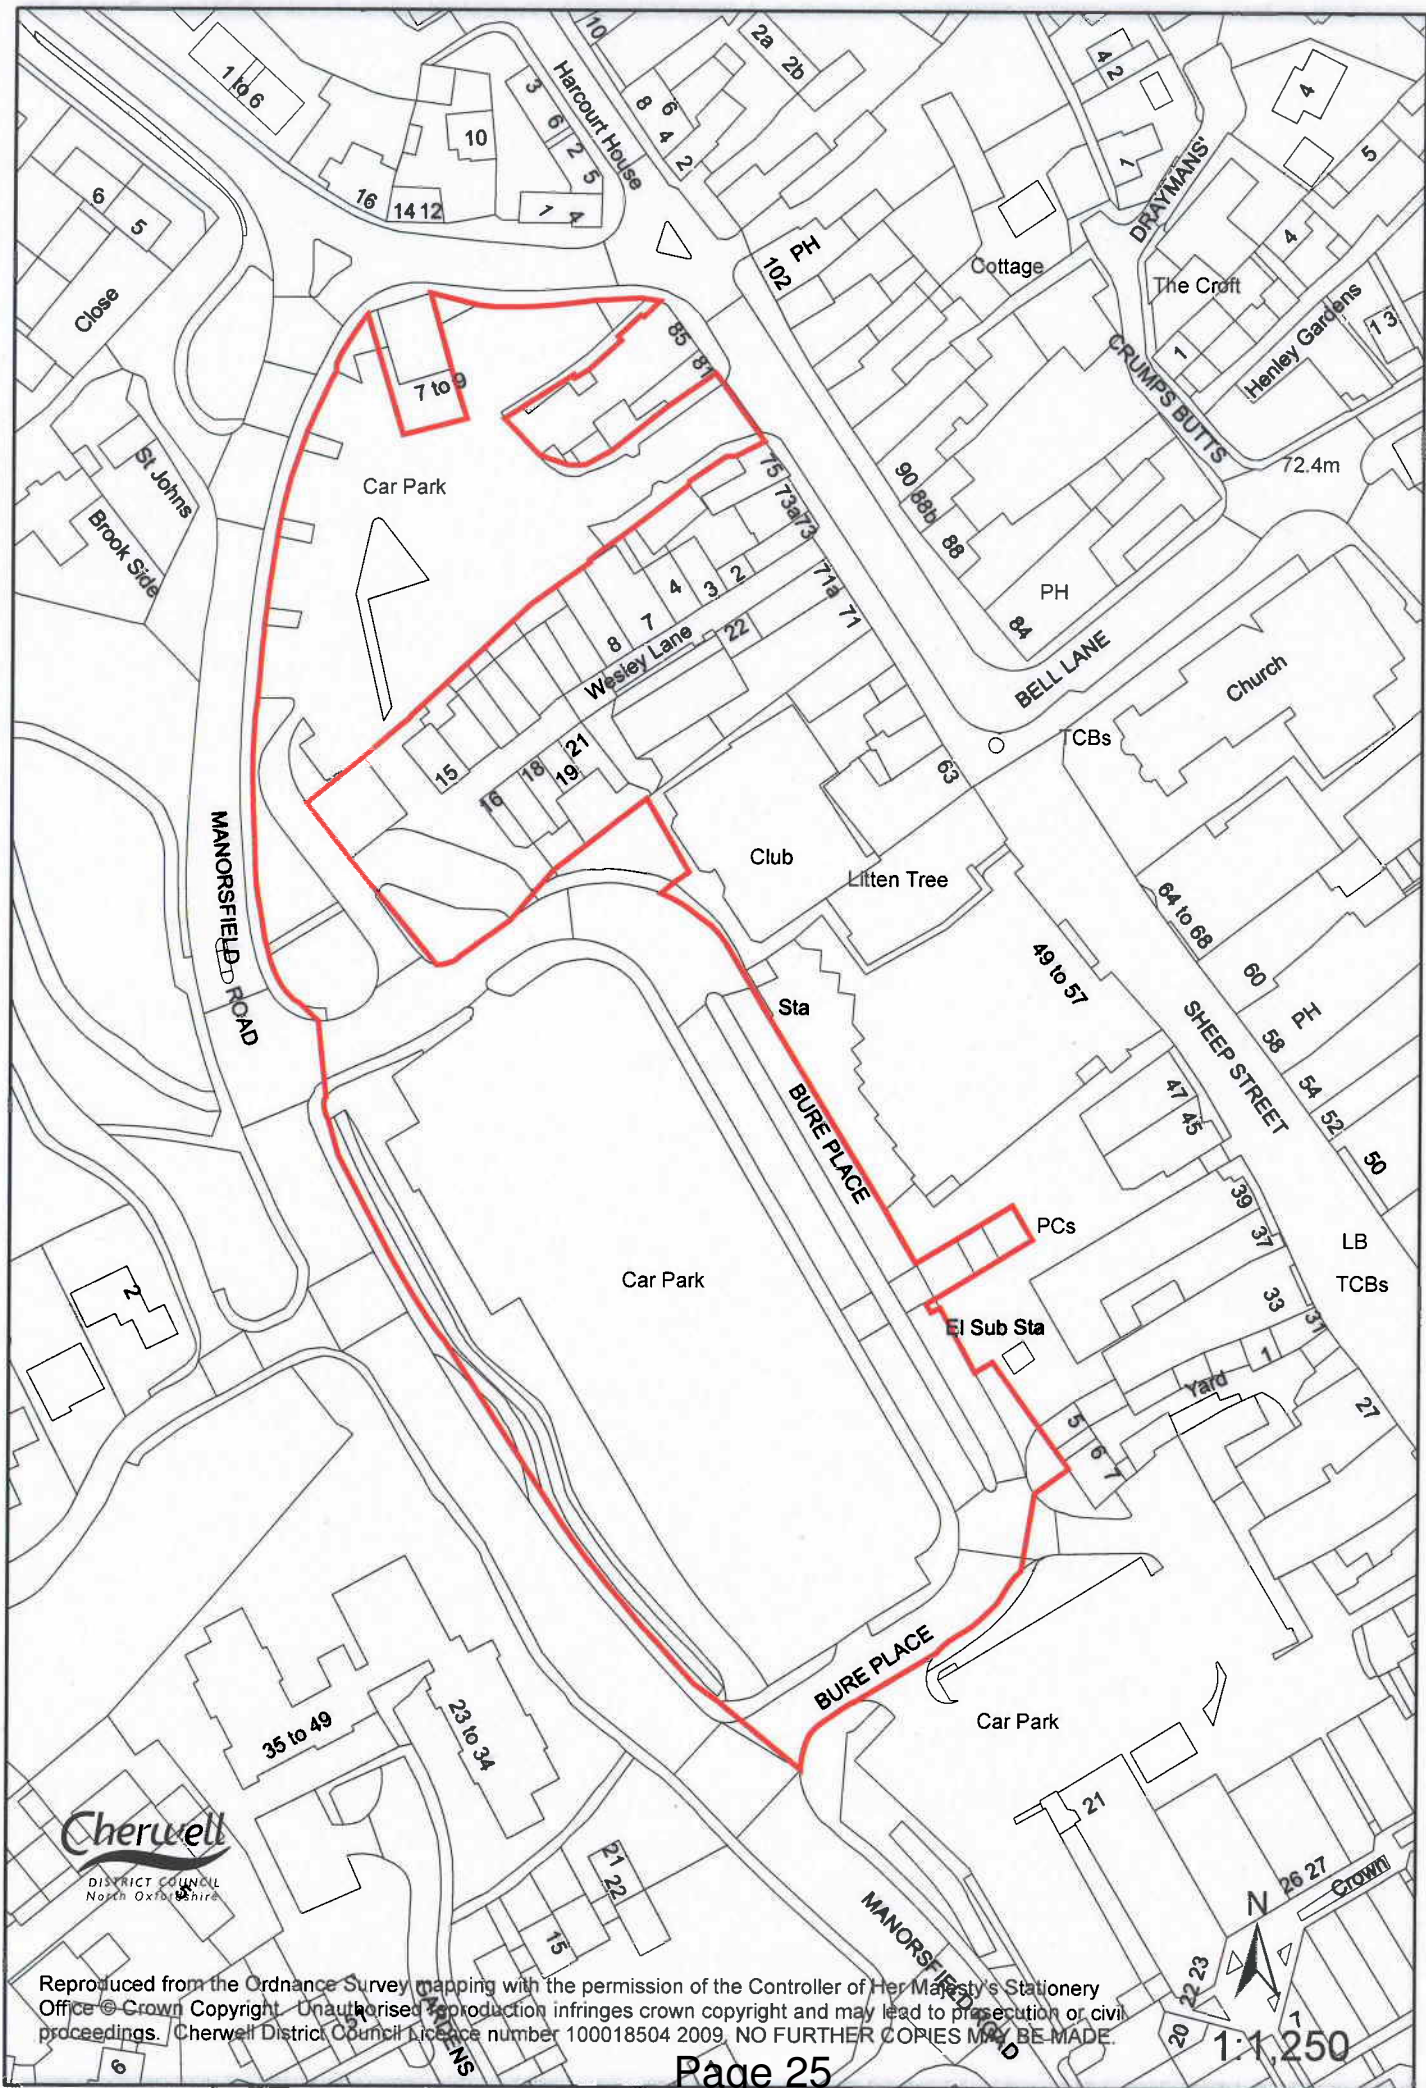 10
2a
2b
Harcourt House
1 to 6
3
6
2
5
8
6
4
2
4
2
4
10
16
14 12
1
4
6
5
Close
1
DRAYMANS'
5
PH
102
Cottage
The Croft
4
1 3
Henley Gardens
1
CRUMPS BUTTS
85
81
7 to 9
72.4m
Car Park
75
73a
73
90
88b
88
St Johns
Brook Side
4
3
2
71a
71
PH
84
8
7
22
Wesley Lane
BELL LANE
Church
TCBs
21
15
18
19
16
63
MANORSFIELD ROAD
Club
Litten Tree
64 to 68
49 to 57
60
PH
58
Sta
SHEEP STREET
54
52
50
47
45
BURE PLACE
39
37
PCs
LB
TCBs
Car Park
2
33
31
El Sub Sta
1
Yard
27
5
6
7
BURE PLACE
35 to 49
23 to 34
Car Park
21
Cherwell
DISTRICT COUNCIL
North Oxfordshire
21
22
15
26 27
Crown
N
MANORSFIELD ROAD
22 23
20
1
Reproduced from the Ordnance Survey mapping with the permission of the Controller of Her Majesty's Stationery
Office © Crown Copyright. Unauthorised reproduction infringes crown copyright and may lead to prosecution or civil
proceedings. Cherwell District Council Licence number 100018504 2009. NO FURTHER COPIES MAY BE MADE.
6
1:1,250
Page 25